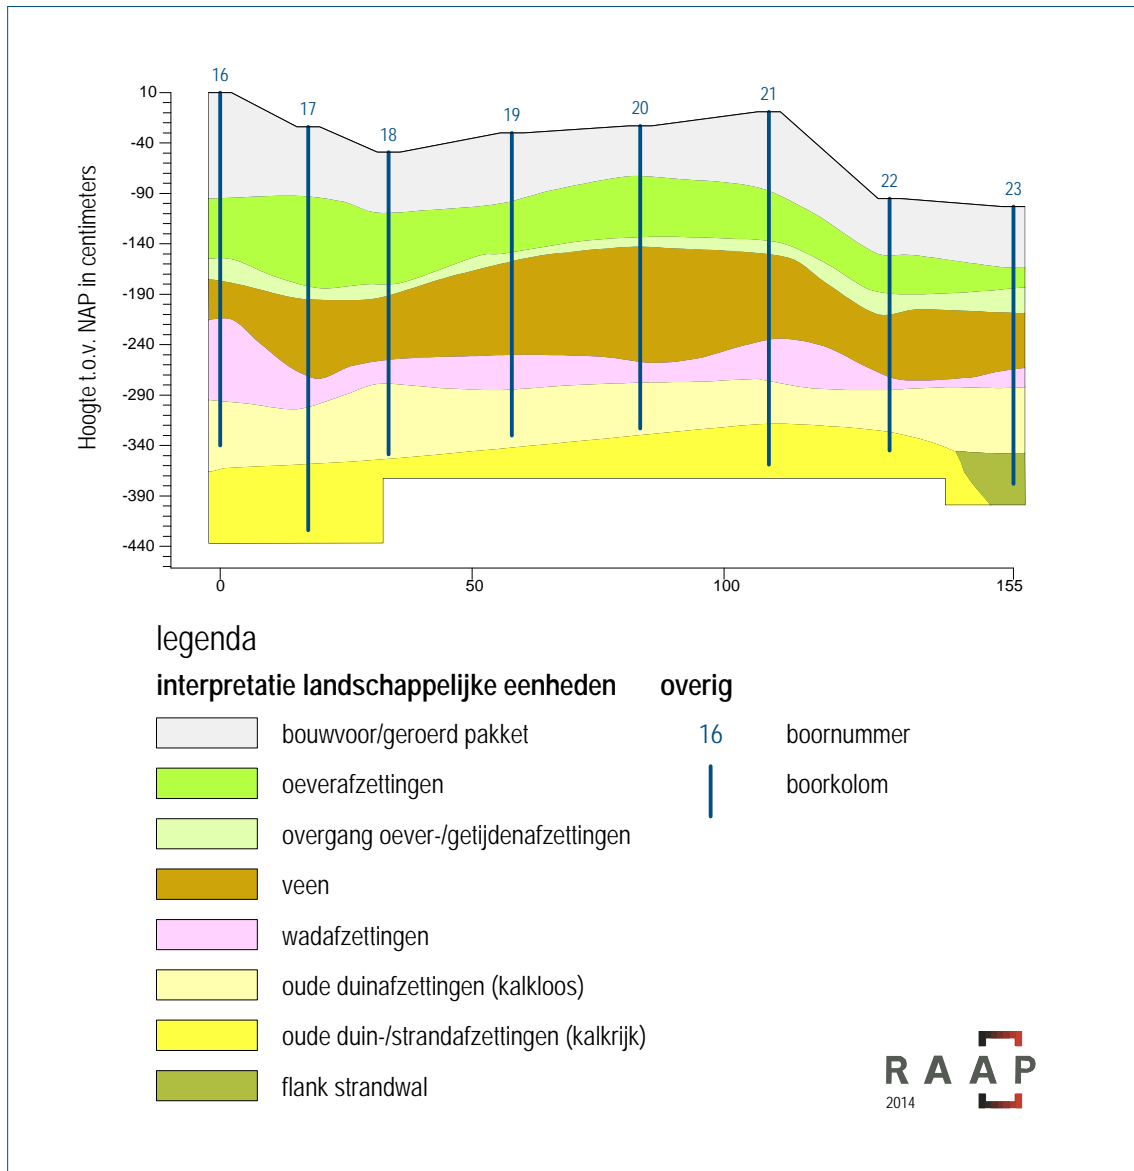 16
17
18
19
20
21
22
23
Hoogte t.o.v. NAP in centimeters
10
-40
-90
-140
-190
-240
-290
-340
-390
-440
0
50
100
155
legenda
interpretatie landschappelijke eenheden overig
bouwvoor/geroerd pakket 16 boornummer
oeverafzettingen boorkolom
overgang oever-/getijdenafzettingen
veen
wadafzettingen
oude duinafzettingen (kalkloos)
oude duin-/strandafzettingen (kalkrijk)
flank strandwal
RAAP
2014